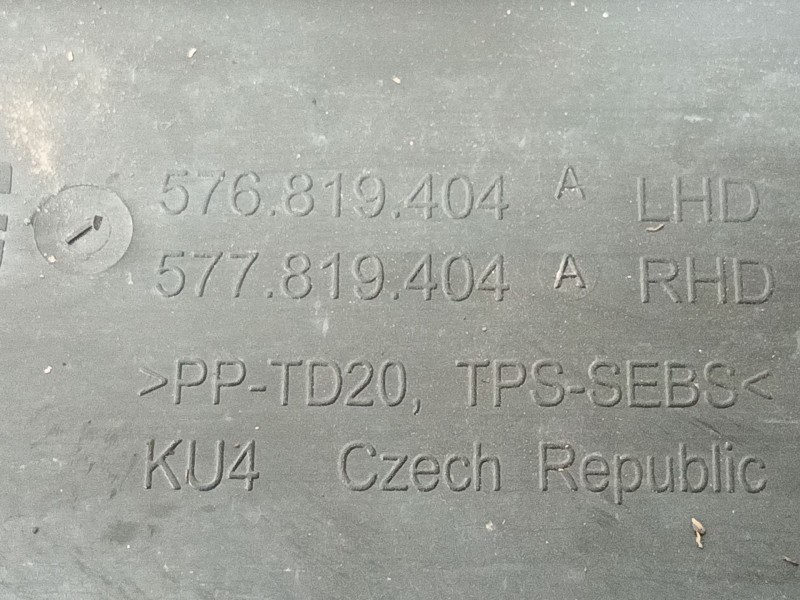 576.819.404 A LHD
577.819.404 A RHD
>PP-TD20, TPS-SEBS<
KU4 Czech Republic